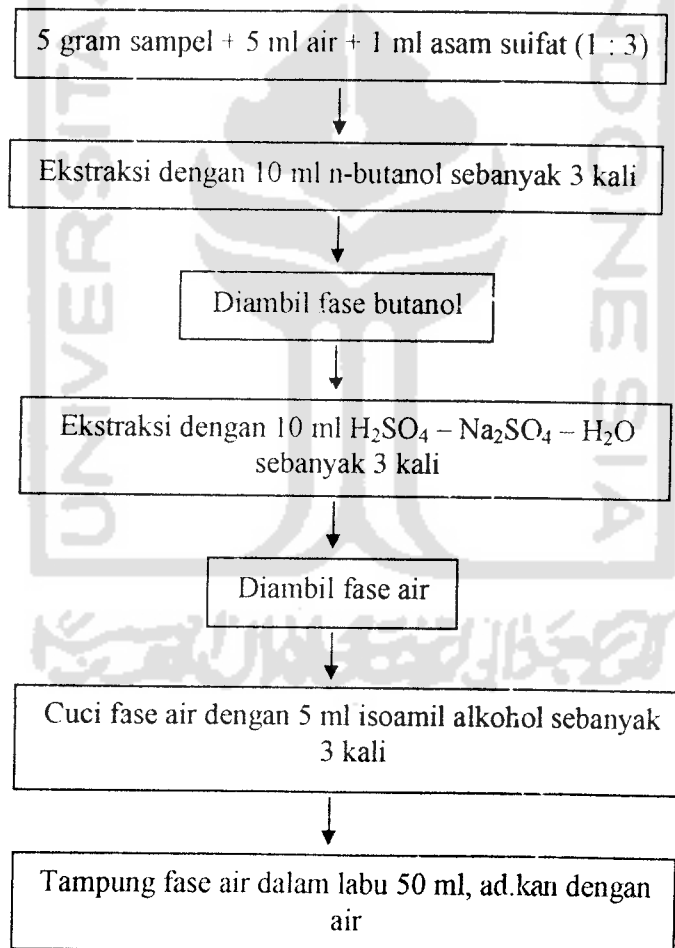 5 gram sampel + 5 ml air + 1 ml asam suifat (1 : 3)
Ekstraksi dengan 10 ml n-butanol sebanyak 3 kali
Diambil fase butanol
Ekstraksi dengan 10 ml H₂SO₄ – Na₂SO₄ – H₂O
sebanyak 3 kali
Diambil fase air
Cuci fase air dengan 5 ml isoamil alkohol sebanyak
3 kali
Tampung fase air dalam labu 50 ml, ad.kan dengan
air
UNIVERSITAS
INDONESIA